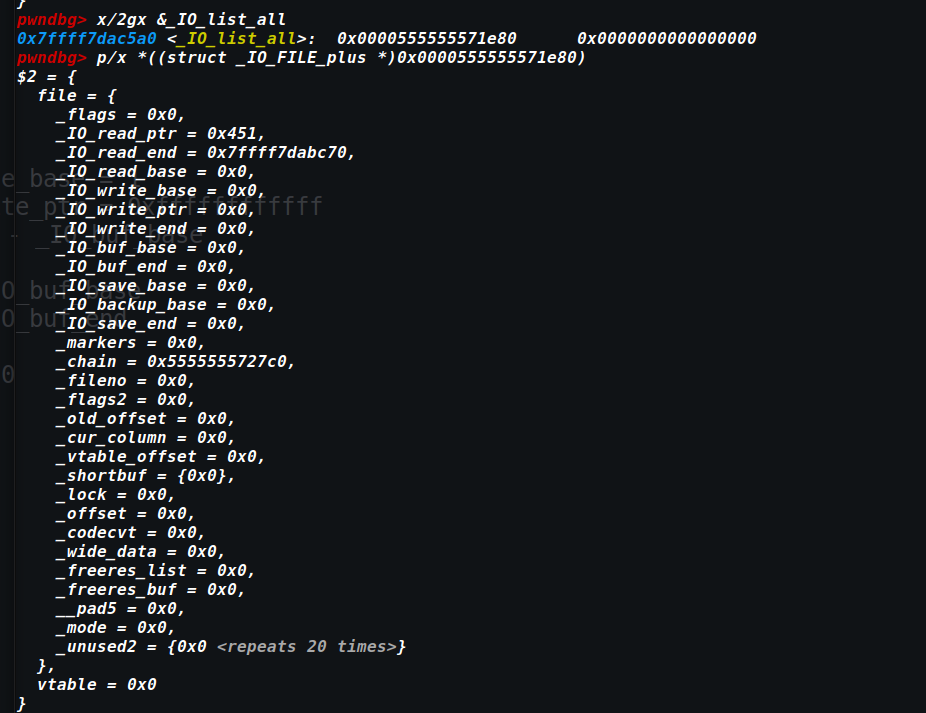 }
pwndbg> x/2gx &_IO_list_all
0x7ffff7dac5a0 <_IO_list_all>:  0x0000555555571e80      0x0000000000000000
pwndbg> p/x *((struct _IO_FILE_plus *)0x0000555555571e80)
$2 = {
  file = {
    _flags = 0x0,
    _IO_read_ptr = 0x451,
    _IO_read_end = 0x7ffff7dabc70,
    _IO_read_base = 0x0,
    _IO_write_base = 0x0,
    _IO_write_ptr = 0x0,
    _IO_write_end = 0x0,
    _IO_buf_base = 0x0,
    _IO_buf_end = 0x0,
    _IO_save_base = 0x0,
    _IO_backup_base = 0x0,
    _IO_save_end = 0x0,
    _markers = 0x0,
    _chain = 0x5555555727c0,
    _fileno = 0x0,
    _flags2 = 0x0,
    _old_offset = 0x0,
    _cur_column = 0x0,
    _vtable_offset = 0x0,
    _shortbuf = {0x0},
    _lock = 0x0,
    _offset = 0x0,
    _codecvt = 0x0,
    _wide_data = 0x0,
    _freeres_list = 0x0,
    _freeres_buf = 0x0,
    __pad5 = 0x0,
    _mode = 0x0,
    _unused2 = {0x0 <repeats 20 times>}
  },
  vtable = 0x0
}